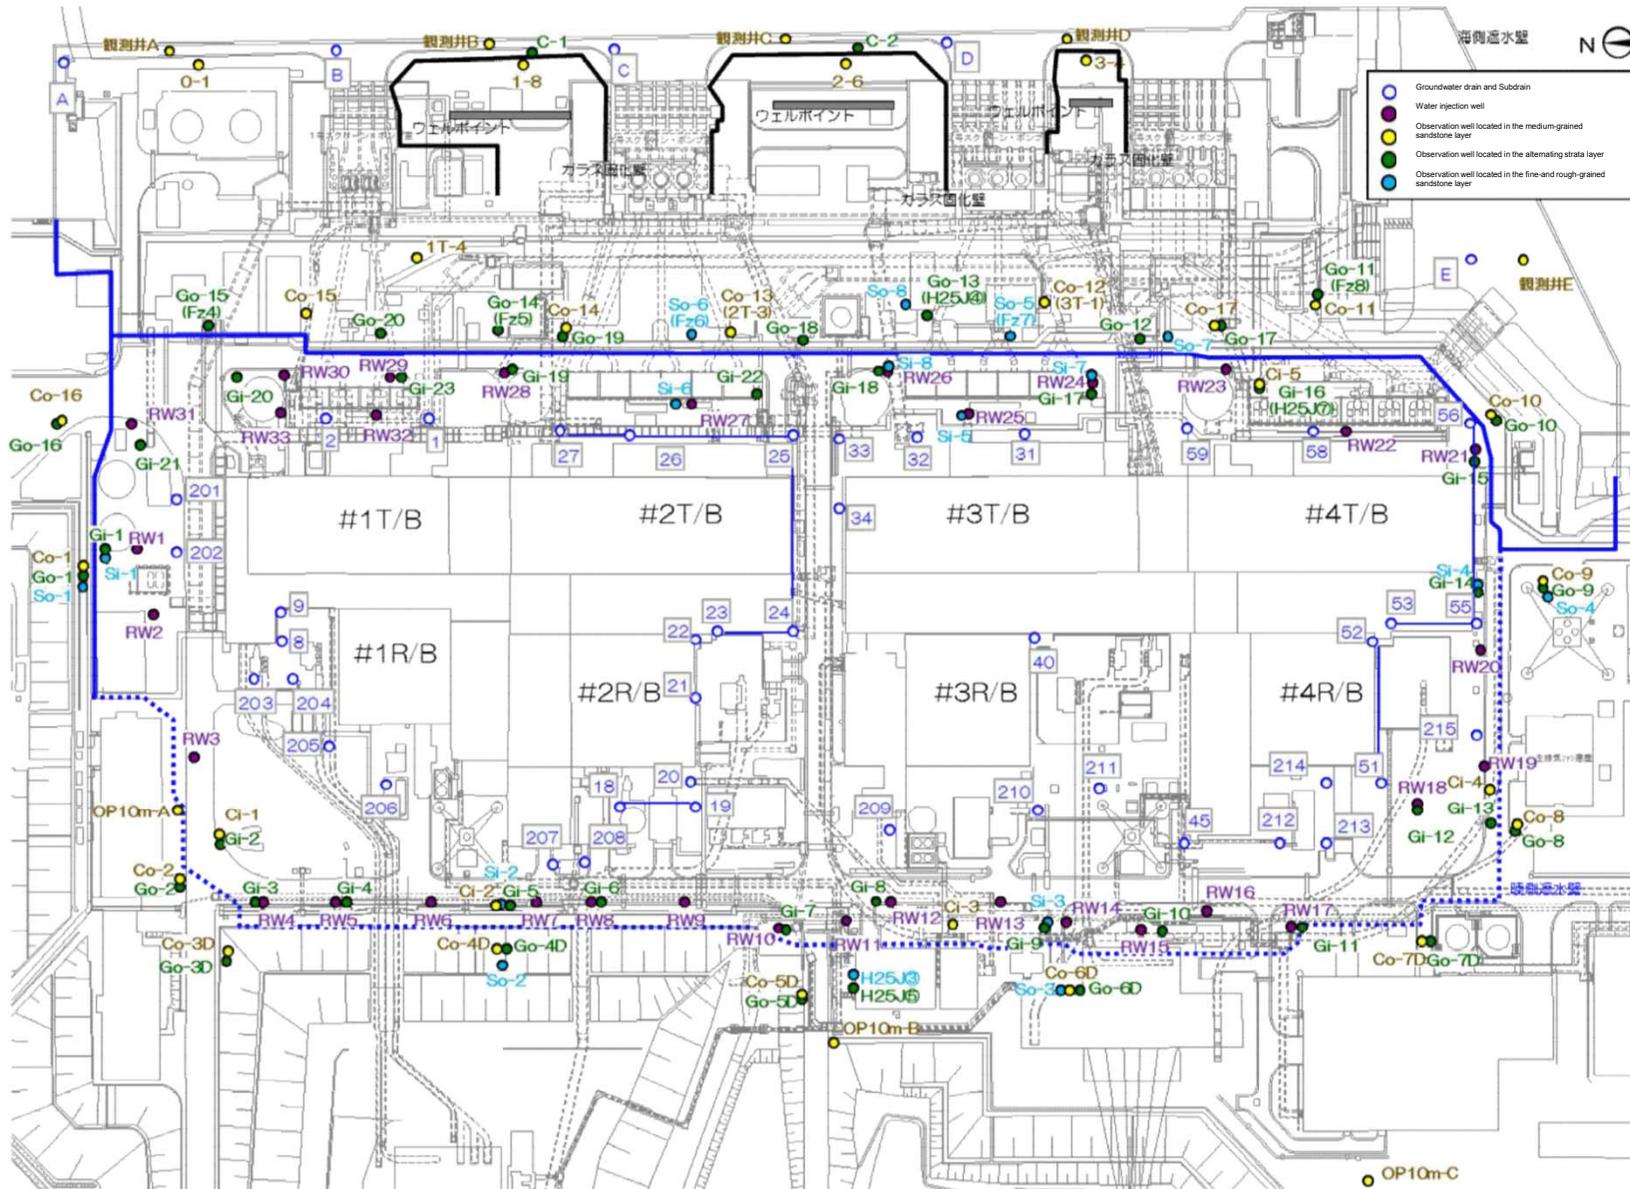 海側遮水壁
N
Groundwater drain and Subdrain
Water injection well
Observation well located in the medium-grained
sandstone layer
Observation well located in the alternating strata layer
Observation well located in the fine-and rough-grained
sandstone layer
観測井A
観測井B
C-1
観測井C
C-2
観測井D
A
0-1
B
1-8
C
2-6
D
3-4
ウェルポイント
ウェルポイント
ウェルポイント
ガラス固化壁
ガラス固化壁
ガラス固化壁
1T-4
E
観測井E
Go-15
(Fz4)
Co-15
Go-20
Go-14
(Fz5)
Co-14
Go-19
So-6
(Fz6)
Co-13
(2T-3)
Go-18
So-8
Go-13
(H25J④)
So-5
(Fz7)
Co-12
(3T-1)
Go-12
So-7
Co-17
Go-17
Go-11
(Fz8)
Co-11
Co-16
Go-16
RW31
Gi-21
Gi-20
RW30
RW29
Gi-23
RW28
Gi-19
Si-6
RW27
Gi-22
Gi-18
Si-8
RW26
Si-5
RW25
Si-7
RW24
Gi-17
RW23
Ci-5
Gi-16
(H25J⑦)
RW22
56
Co-10
Go-10
RW33
2
RW32
1
27
26
25
33
32
31
59
58
RW21
Gi-15
201
202
#1T/B
#2T/B
34
#3T/B
#4T/B
Co-1
Go-1
So-1
Gi-1
RW1
Si-1
RW2
Si-4
Gi-14
Co-9
Go-9
So-4
9
8
#1R/B
22
23
24
40
52
53
55
RW20
203
204
205
206
#2R/B
21
#3R/B
#4R/B
215
RW3
OP10m-A
Ci-1
Gi-2
18
20
19
209
210
211
214
51
RW18
Gi-12
RW19
Ci-4
Gi-13
Co-8
Go-8
207
208
45
212
213
Co-2
Go-2
Gi-3
RW4
Gi-4
RW5
RW6
Si-2
Ci-2
Gi-5
RW7
Gi-6
RW8
RW9
Gi-7
RW10
Gi-8
RW11
RW12
Ci-3
RW13
Si-3
RW14
Gi-9
Gi-10
RW15
RW16
RW17
Gi-11
陸側遮水壁
Co-3D
Go-3D
Co-4D
Go-4D
So-2
Co-5D
Go-5D
H25J③
H25J⑤
Co-6D
So-3
Go-6D
Co-7D
Go-7D
OP10m-B
OP10m-C